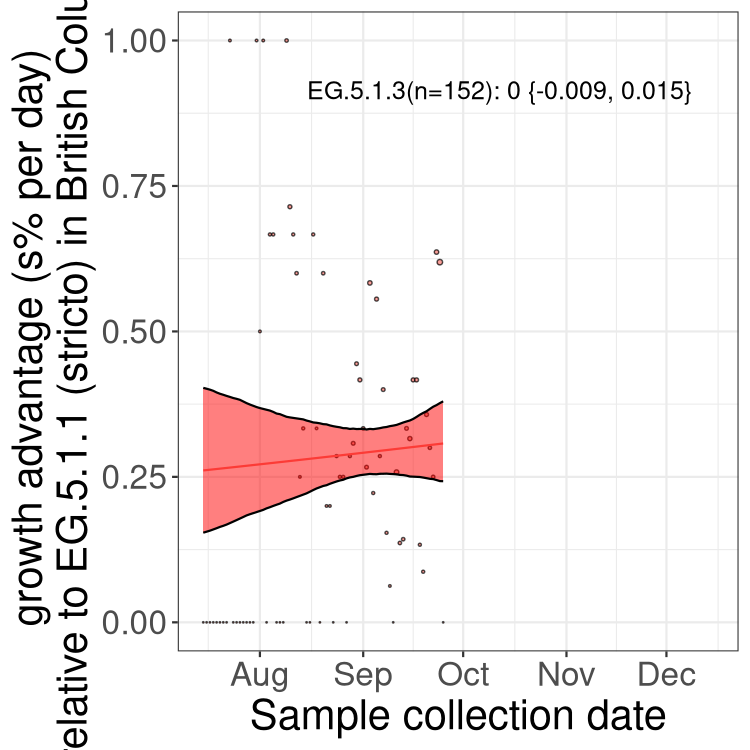 growth advantage (s% per day)
relative to EG.5.1.1 (stricto) in British Colu
1.00
0.75
0.50
0.25
0.00
EG.5.1.3(n=152): 0 {-0.009, 0.015}
Aug Sep Oct Nov Dec
Sample collection date